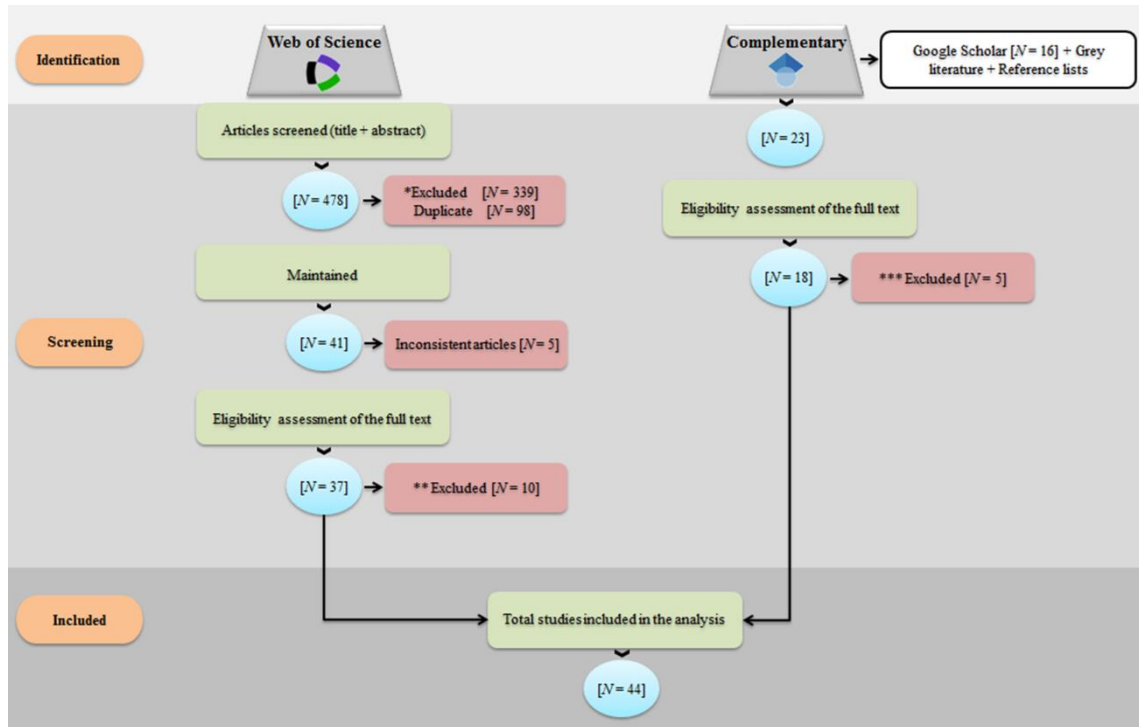 Identification
Web of Science
Complementary
Google Scholar [N = 16] + Grey
literature + Reference lists
Articles screened (title + abstract)
[N = 23]
[N = 478]
*Excluded [N = 339]
Duplicate [N = 98]
Eligibility assessment of the full text
Maintained
[N = 18]
***Excluded [N = 5]
Screening
[N = 41]
Inconsistent articles [N = 5]
Eligibility assessment of the full text
[N = 37]
**Excluded [N = 10]
Included
Total studies included in the analysis
[N = 44]